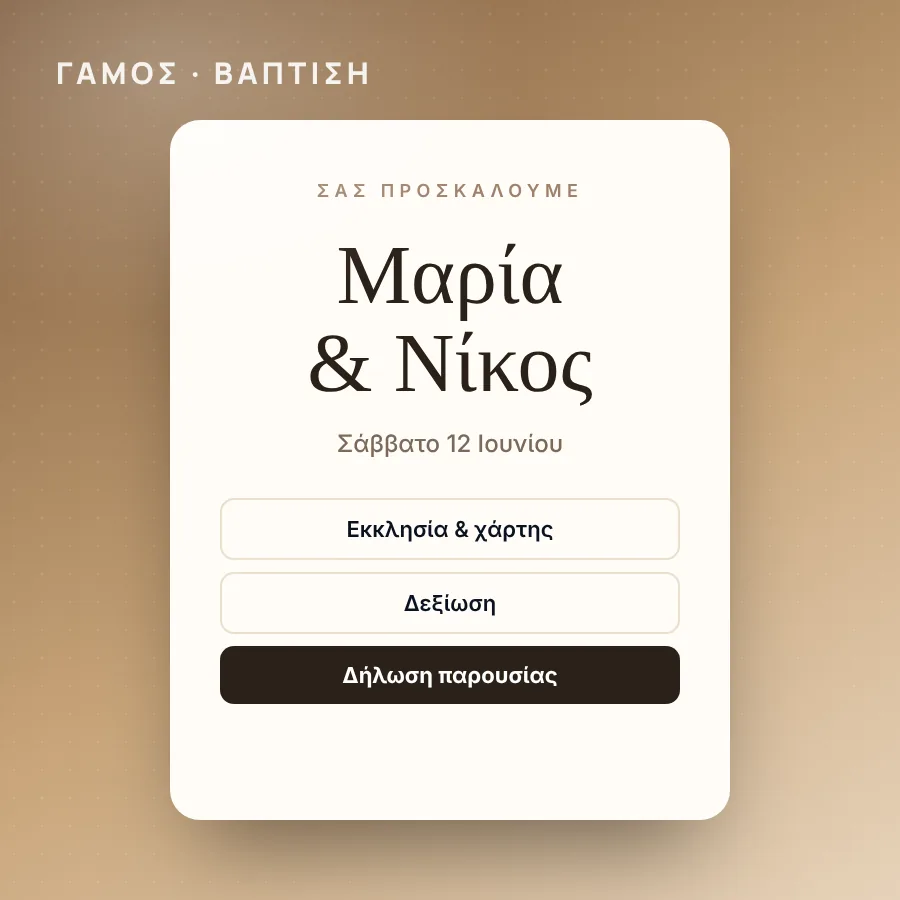 ΓΑΜΟΣ · ΒΑΠΤΙΣΗ
ΣΑΣ ΠΡΟΣΚΑΛΟΥΜΕ
Μαρία
& Νίκος
Σάββατο 12 Ιουνίου
Εκκλησία & χάρτης
Δεξίωση
Δήλωση παρουσίας